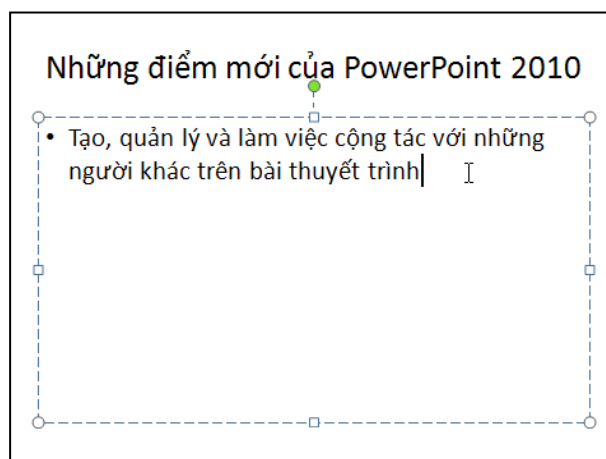 Những điểm mới của PowerPoint 2010
• Tạo, quản lý và làm việc cộng tác với những
người khác trên bài thuyết trình